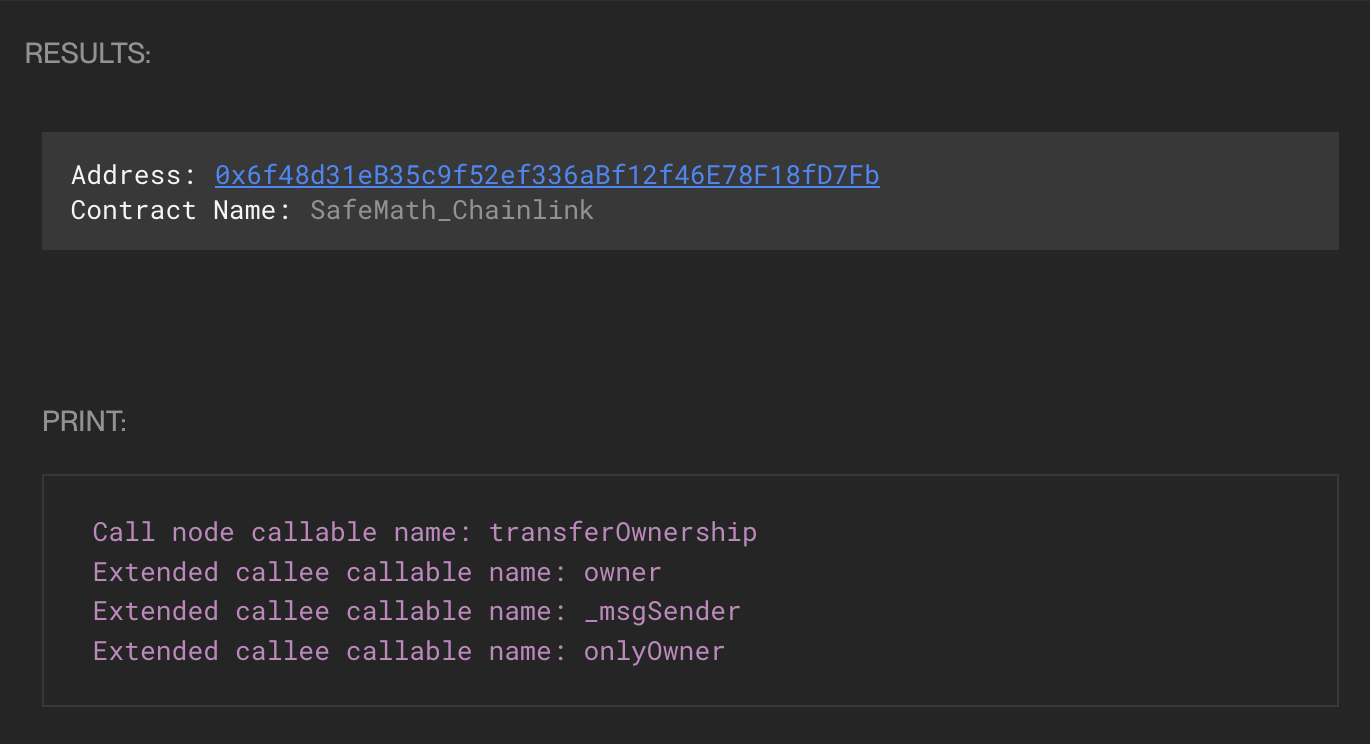 RESULTS:
Address: 0x6f48d31eB35c9f52ef336aBf12f46E78F18fD7Fb
Contract Name: SafeMath_Chainlink
PRINT:
Call node callable name: transferOwnership
Extended callee callable name: owner
Extended callee callable name: _msgSender
Extended callee callable name: onlyOwner